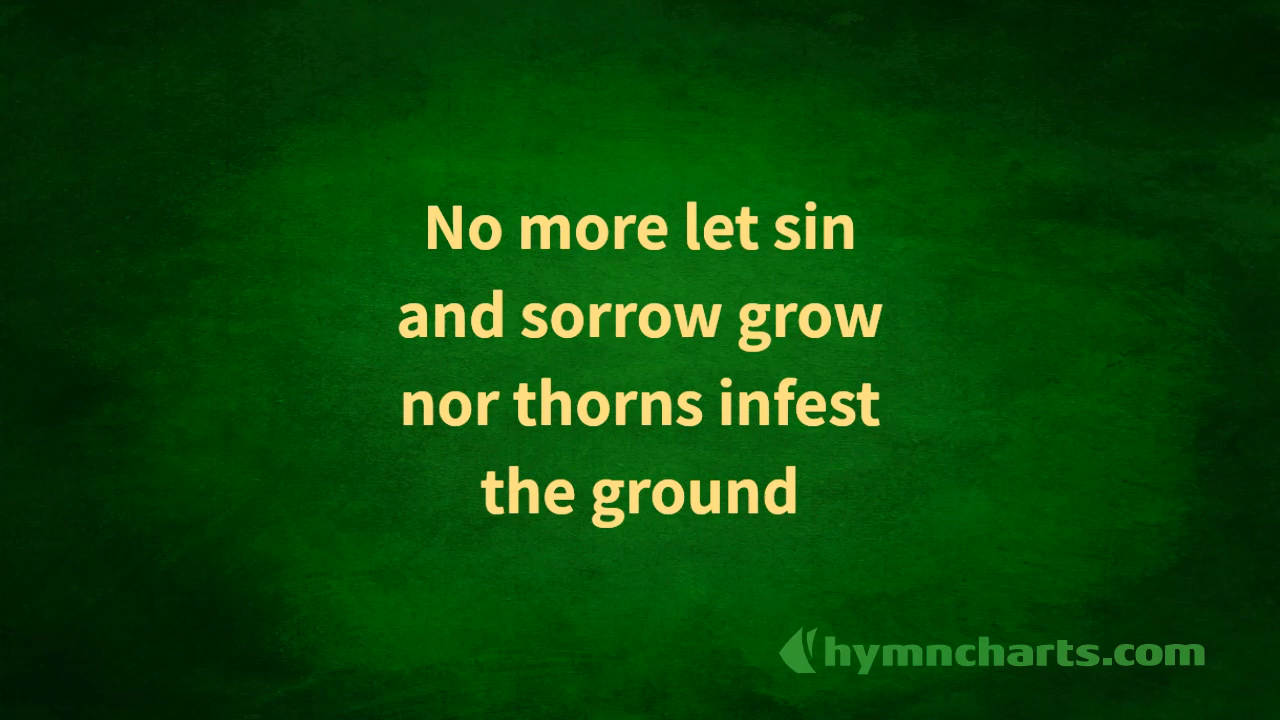 No more let sin
and sorrow grow
nor thorns infest
the ground
hymncharts.com